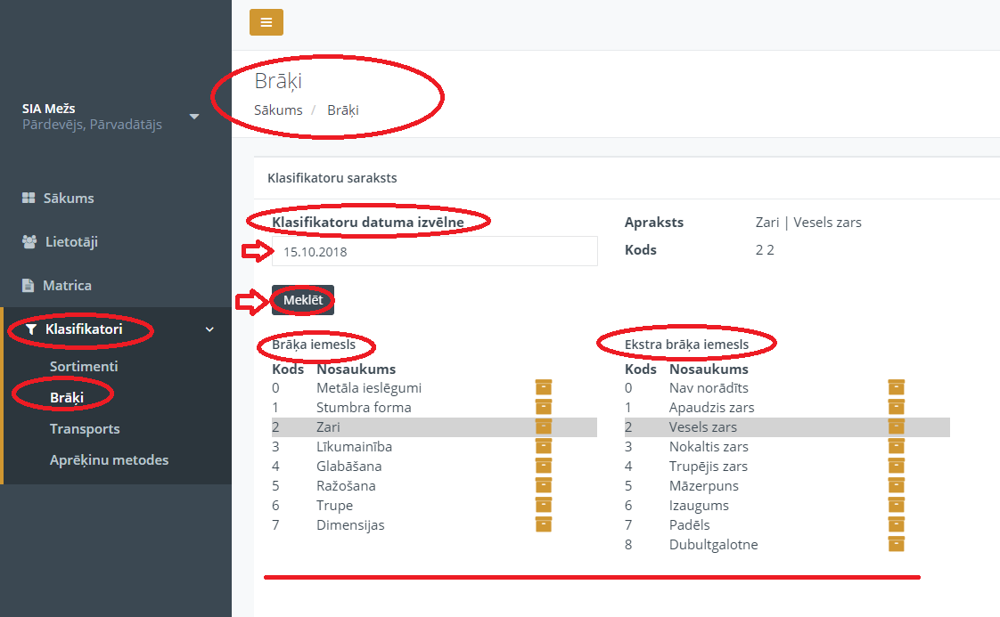 SIA Mežs
Pārdevējs, Pārvadātājs
Sākums
Lietotāji
Matrica
Klasifikatori
Sortimenti
Brāķi
Transports
Aprēķinu metodes
Brāķi
Sākums / Brāķi
Klasifikatoru saraksts
Klasifikatoru datuma izvēlne
15.10.2018
Meklēt
Apraksts Zari | Vesels zars
Kods 2 2
Brāķa iemesls
Kods Nosaukums
0 Metāla ieslēgumi
1 Stumbra forma
2 Zari
3 Līkumainība
4 Glabāšana
5 Ražošana
6 Trupe
7 Dimensijas
Ekstra brāķa iemesls
Kods Nosaukums
0 Nav norādīts
1 Apaudzis zars
2 Vesels zars
3 Nokaltis zars
4 Trupējis zars
5 Māzerpuns
6 Izaugums
7 Padēls
8 Dubultgalotne